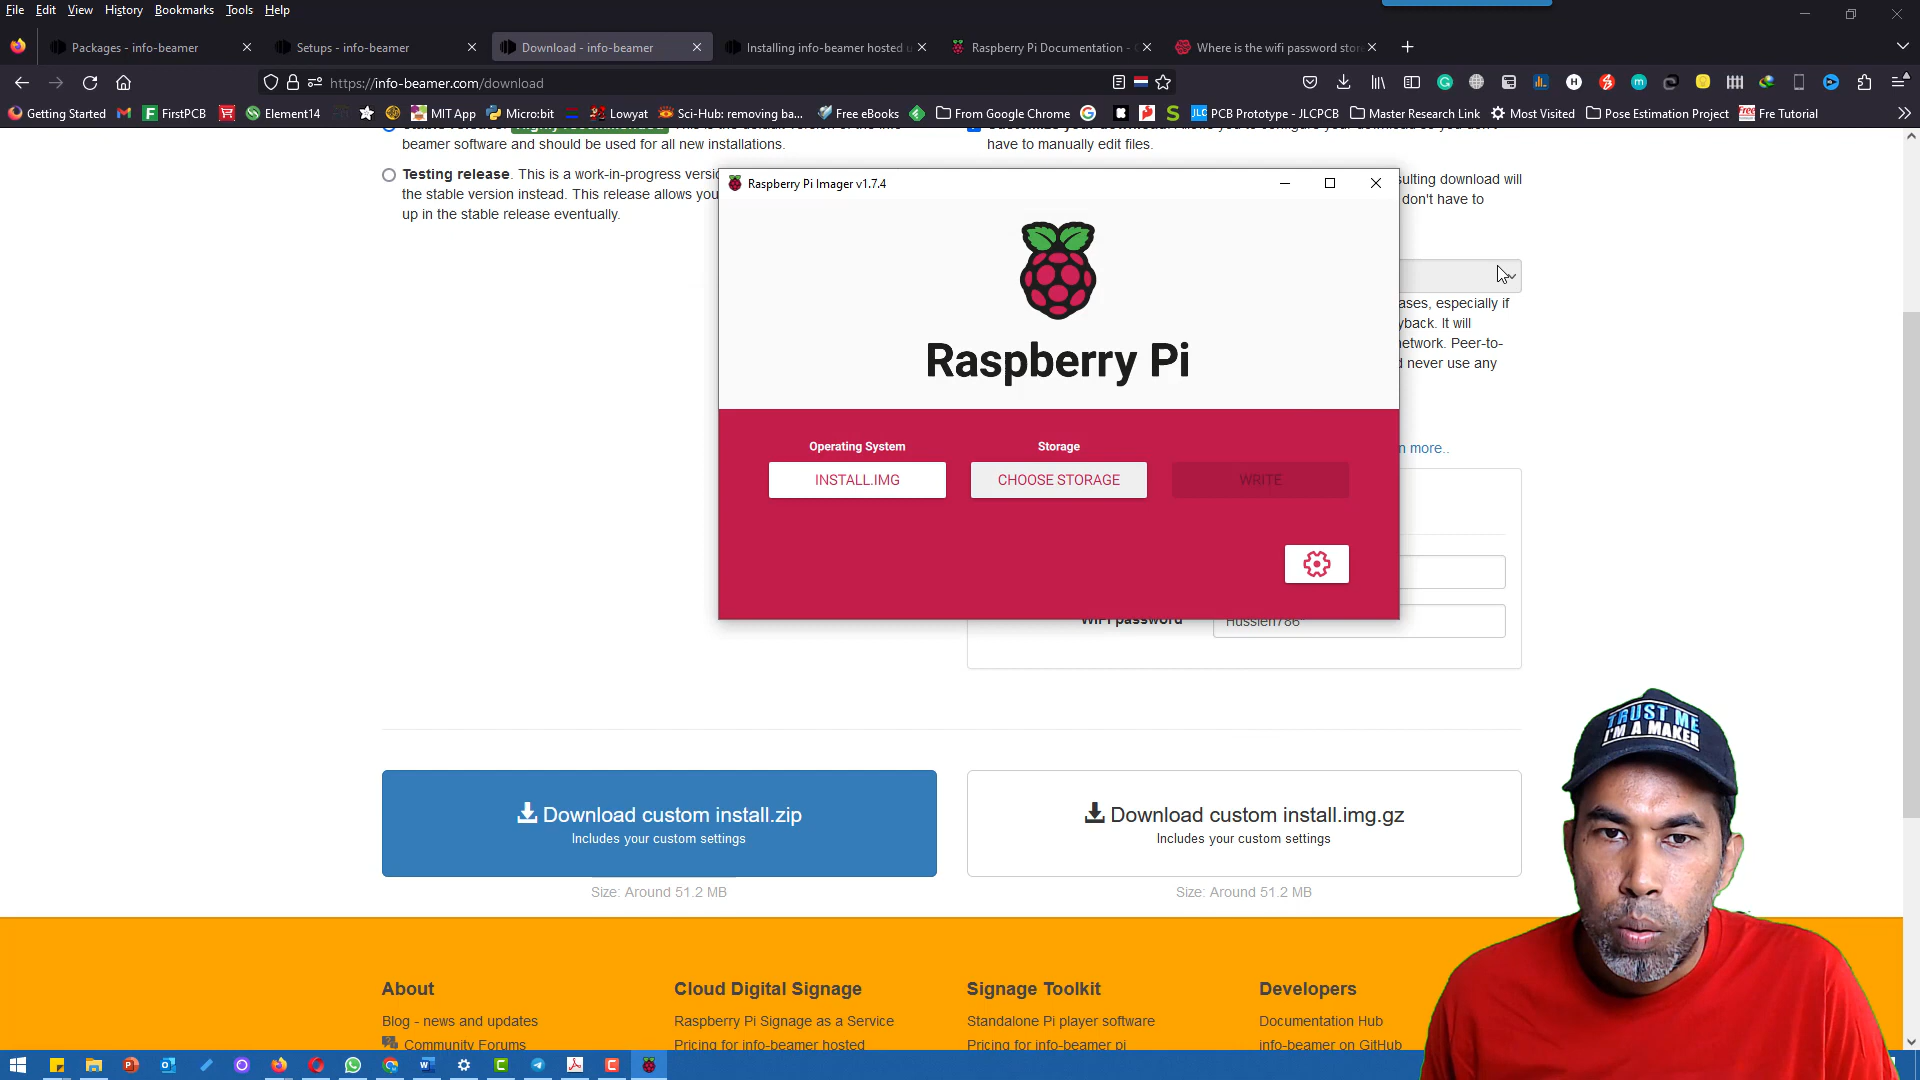 File Edit View History Bookmarks Tools Help
Packages - info-beamer
Setups - info-beamer
Download - info-beamer
Installing info-beamer hosted u
Raspberry Pi Documentation -
Where is the wifi password stor
https://info-beamer.com/download
Getting Started
FirstPCB
Element14
MIT App
Micro:bit
Lowyat
Sci-Hub: removing ba...
Free eBooks
From Google Chrome
PCB Prototype - JLCPCB
Master Research Link
Most Visited
Pose Estimation Project
Fre Tutorial
beamer software and should be used for all new installations.
Testing release. This is a work-in-progress versi
the stable version instead. This release allows you
up in the stable release eventually.
have to manually edit files.
sulting download will
don't have to
ases, especially if
yback. It will
network. Peer-to-
d never use any
n more..
Raspberry Pi Imager v1.7.4
Raspberry Pi
Operating System
Storage
INSTALL.IMG
CHOOSE STORAGE
WRITE
WiFi password
Hussien786
Download custom install.zip
Includes your custom settings
Size: Around 51.2 MB
Download custom install.img.gz
Includes your custom settings
Size: Around 51.2 MB
TRUST ME
I'M A MAKER
About
Blog - news and updates
Community Forums
Cloud Digital Signage
Raspberry Pi Signage as a Service
Pricing for info-beamer hosted
Signage Toolkit
Standalone Pi player software
Pricing for info-beamer pi
Developers
Documentation Hub
info-beamer on GitHub